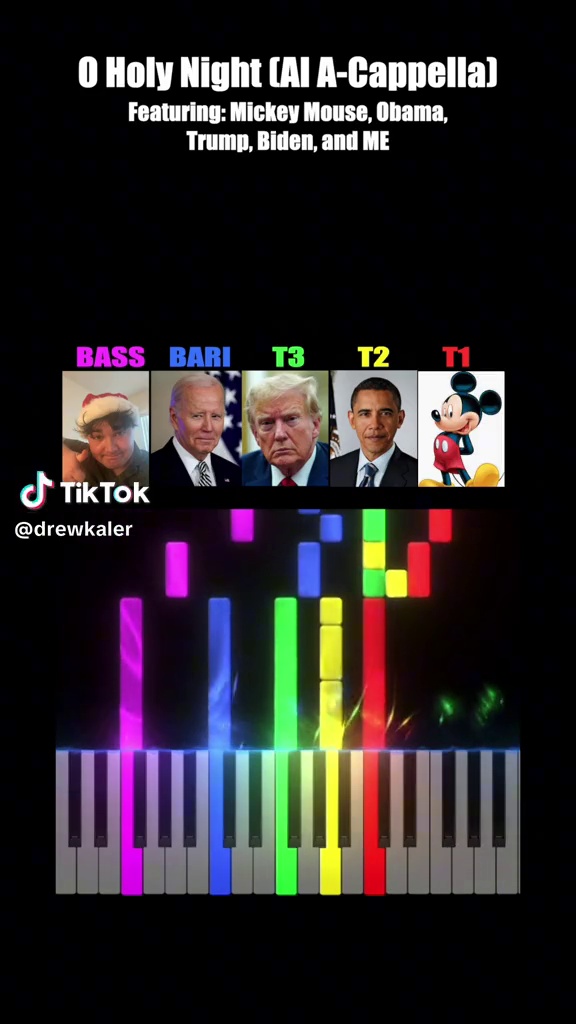 O Holy Night (AI A-Cappella)
Featuring: Mickey Mouse, Obama,
Trump, Biden, and ME
BASS BARI T3 T2 T1
TikTok
@drewkaler